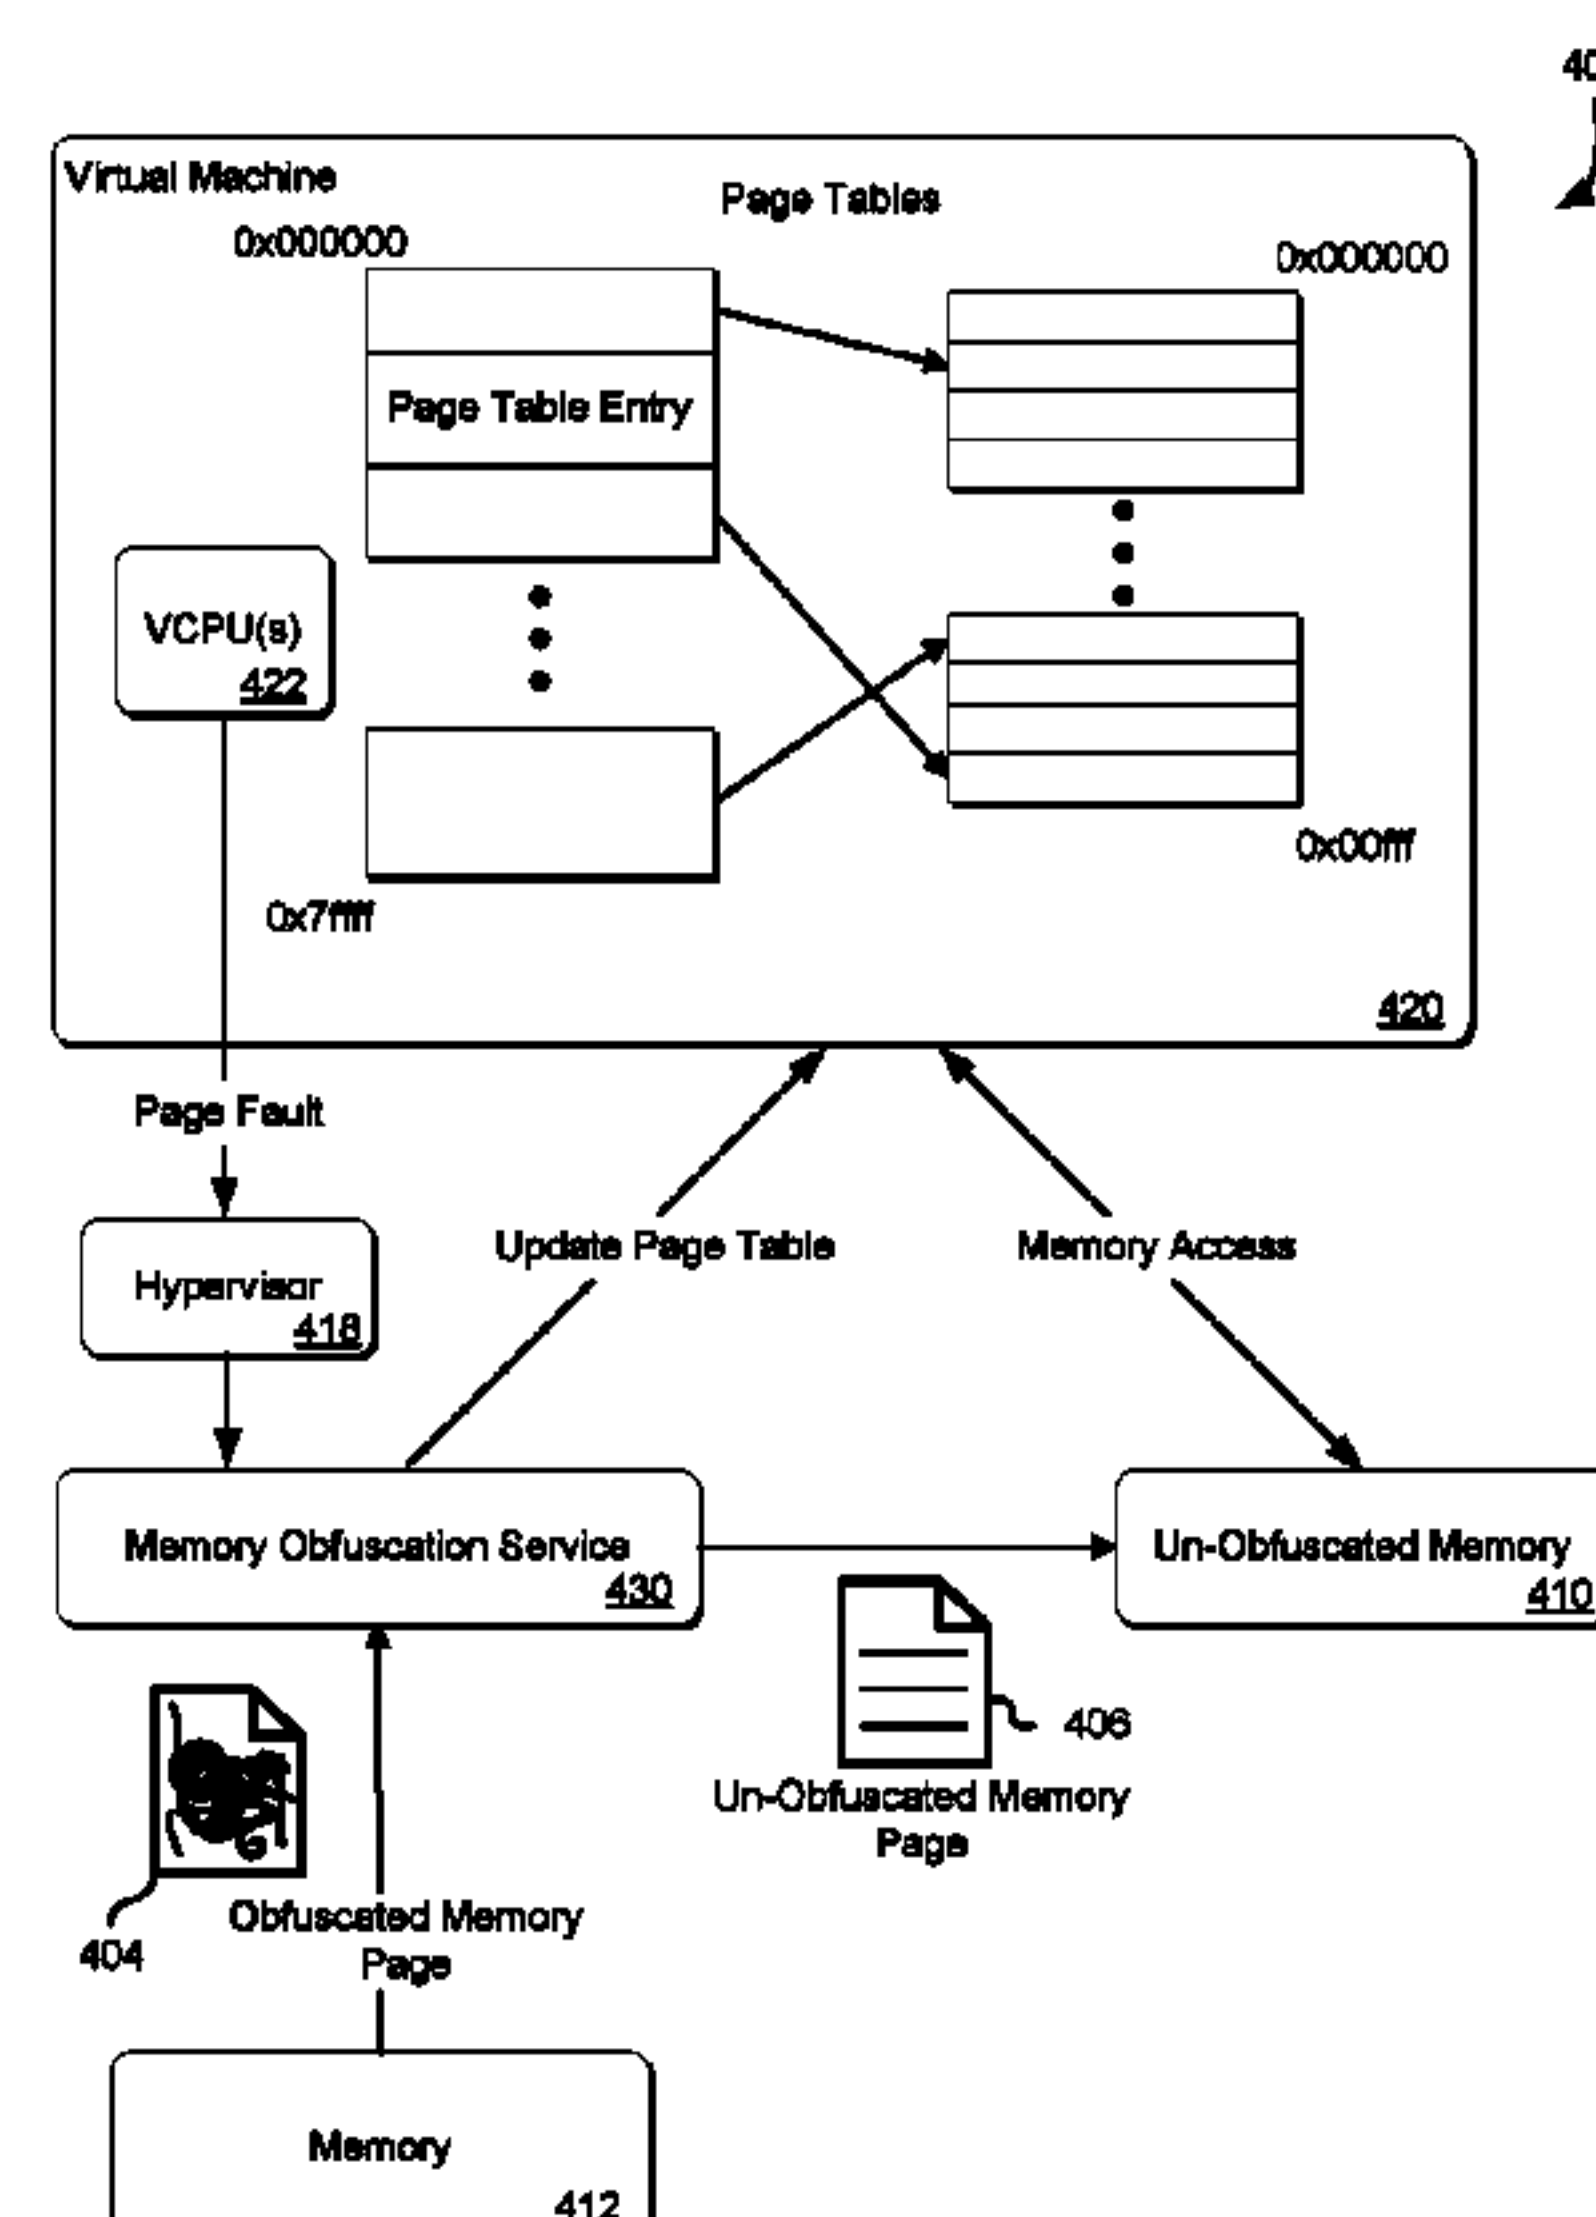 Virtual Machine
Page Tables
0x000000
0x000000
Page Table Entry
VCPU(s)
422
0x00fff
0x7ffff
420
Page Fault
Update Page Table
Memory Access
Hypervisor
418
Memory Obfuscation Service
430
Un-Obfuscated Memory
410
406
Un-Obfuscated Memory
Page
404
Obfuscated Memory
Page
Memory
412